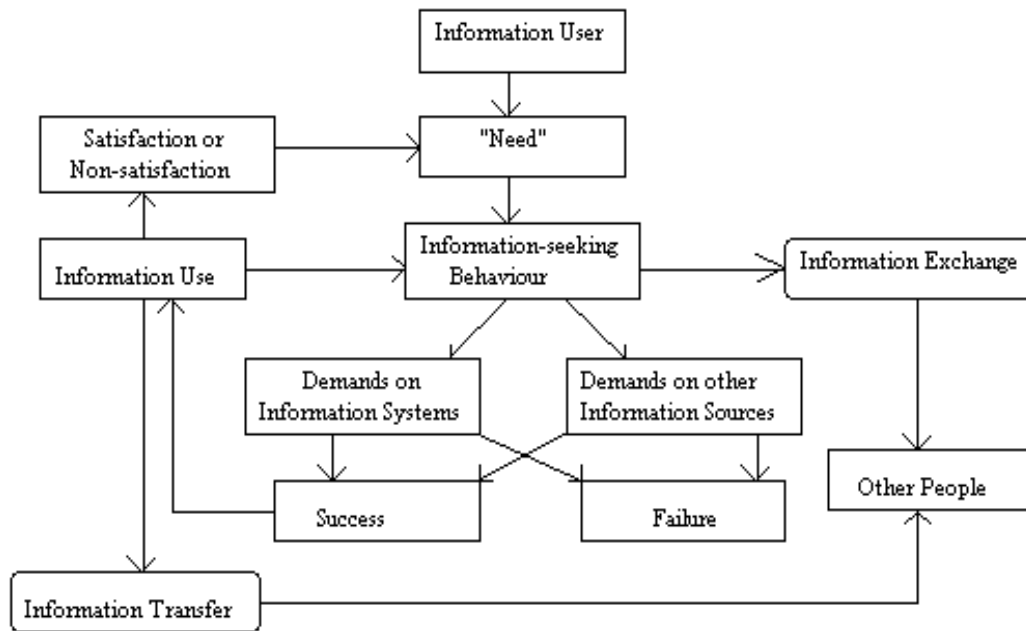 Information User
Satisfaction or
Non-satisfaction
"Need"
Information Use
Information-seeking
Behaviour
Information Exchange
Demands on
Information Systems
Demands on other
Information Sources
Success
Failure
Other People
Information Transfer